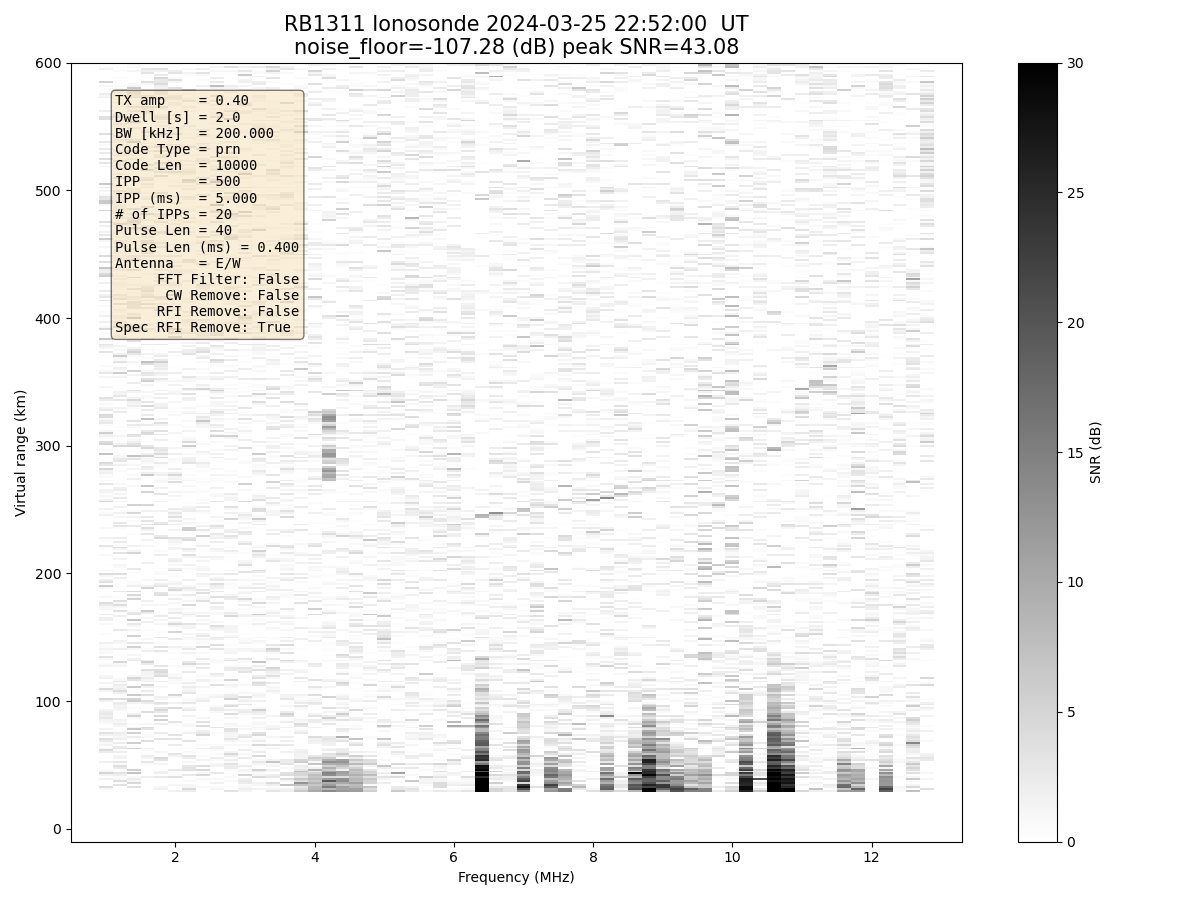 RB1311 Ionosonde 2024-03-25 22:52:00  UT
noise_floor=-107.28 (dB) peak SNR=43.08
TX amp    = 0.40
Dwell [s] = 2.0
BW [kHz]  = 200.000
Code Type = prn
Code Len  = 10000
IPP       = 500
IPP (ms)  = 5.000
# of IPPs = 20
Pulse Len = 40
Pulse Len (ms) = 0.400
Antenna   = E/W
FFT Filter: False
CW Remove: False
RFI Remove: False
Spec RFI Remove: True
600
500
400
300
200
100
0
Virtual range (km)
2
4
6
8
10
12
Frequency (MHz)
30
25
20
15
10
5
0
SNR (dB)